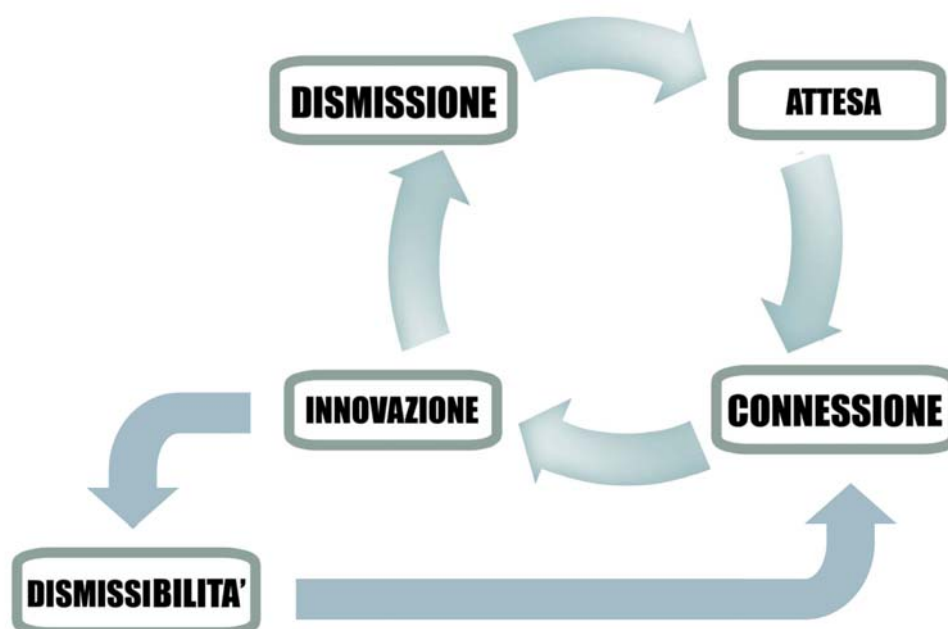 DISMISSIONE
ATTESA
INNOVAZIONE
CONNESSIONE
DISMISSIBILITA'